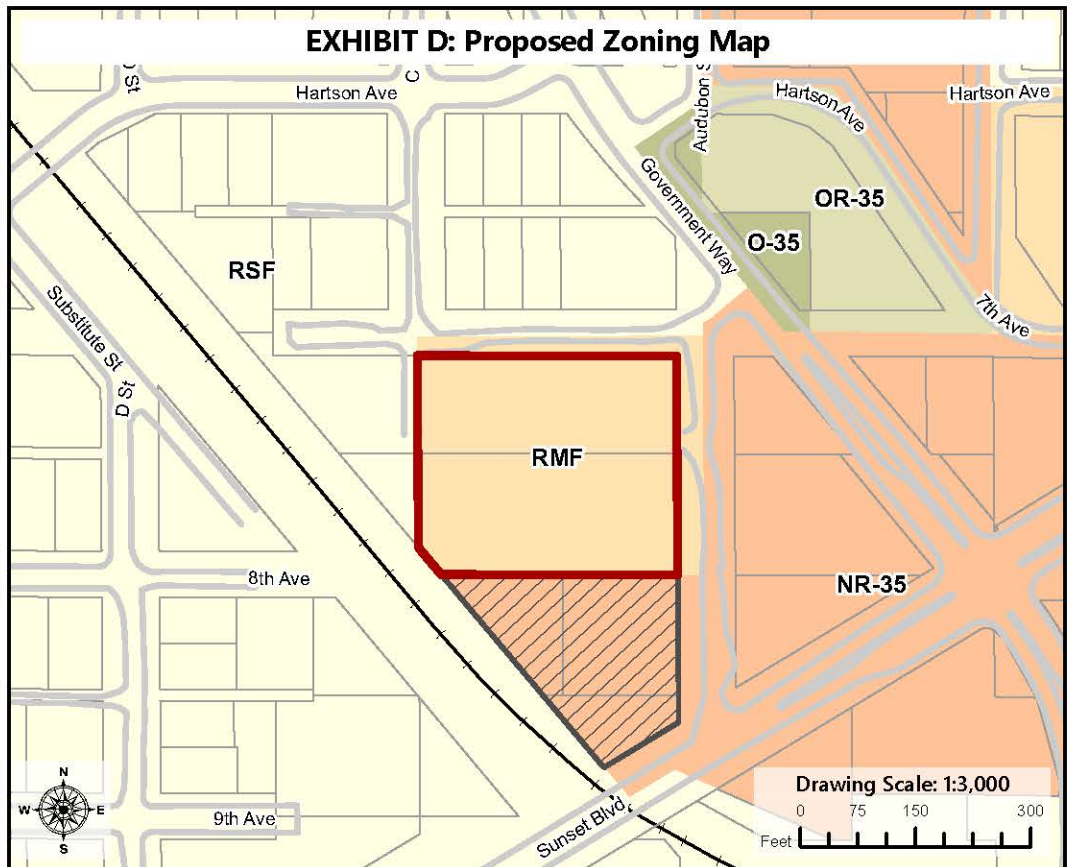 EXHIBIT D: Proposed Zoning Map
St
C
Hartson Ave
Audubon S
Hartson Ave
Hartson Ave
Government Way
OR-35
O-35
RSF
7th Ave
Substitute St
D St
RMF
8th Ave
NR-35
N
W E
S
9th Ave
Sunset Blvd
Drawing Scale: 1:3,000
0 75 150 300
Feet